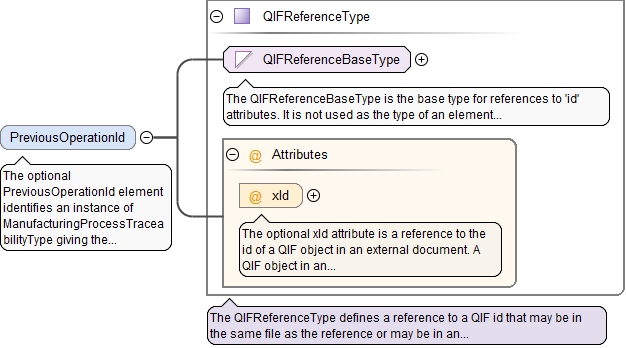 QIFReferenceType
QIFReferenceBaseType
The QIFReferenceBaseType is the base type for references to 'id'
attributes. It is not used as the type of an element...
PreviousOperationId
The optional
PreviousOperationId element
identifies an instance of
ManufacturingProcessTracea
bilityType giving the...
@ Attributes
@ xId
The optional xId attribute is a reference to the
id of a QIF object in an external document. A
QIF object in an...
The QIFReferenceType defines a reference to a QIF id that may be in
the same file as the reference or may be in an...